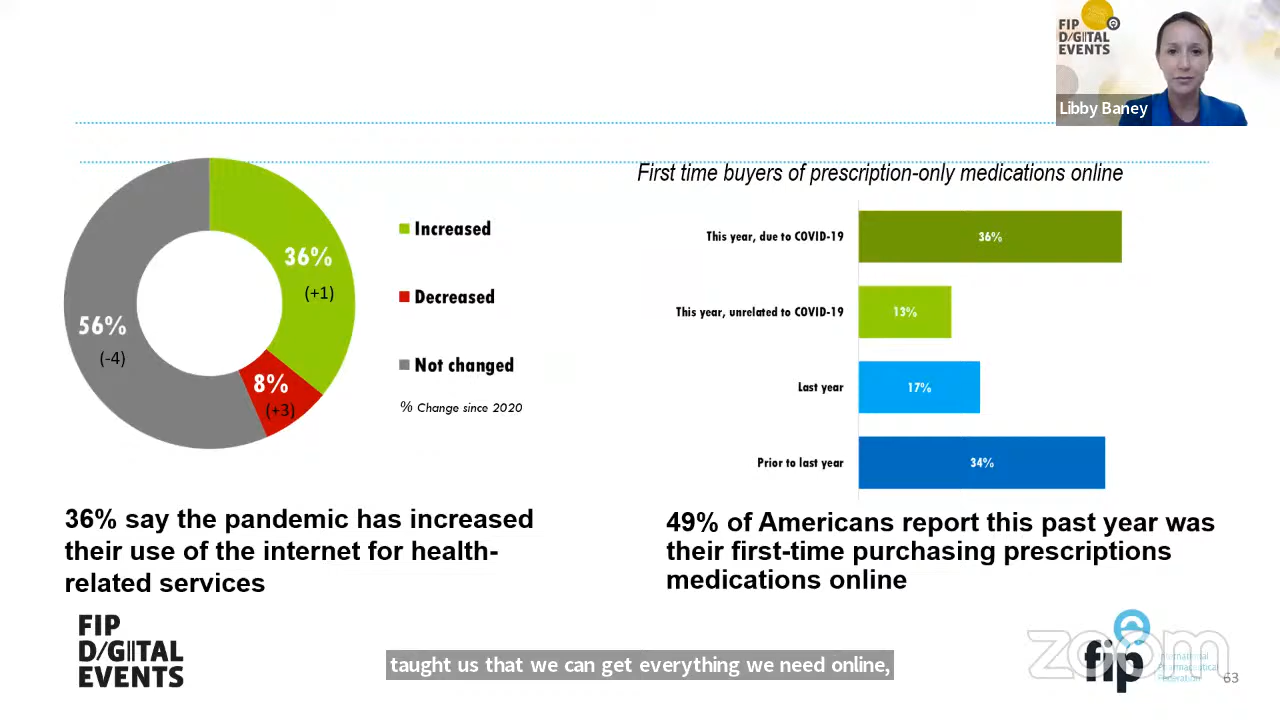 FIP
D/G||TAL
EVENTS
Libby Baney
First time buyers of prescription-only medications online
36%
(+1)
56%
(-4)
8%
(+3)
Increased
Decreased
Not changed
% Change since 2020
This year, due to COVID-19
36%
This year, unrelated to COVID-19
13%
Last year
17%
Prior to last year
34%
36% say the pandemic has increased
their use of the internet for health-
related services
49% of Americans report this past year was
their first-time purchasing prescriptions
medications online
FIP
D/G||TAL
EVENTS
taught us that we can get everything we need online,
zoom
fip
International
Pharmaceutical
Federation
63